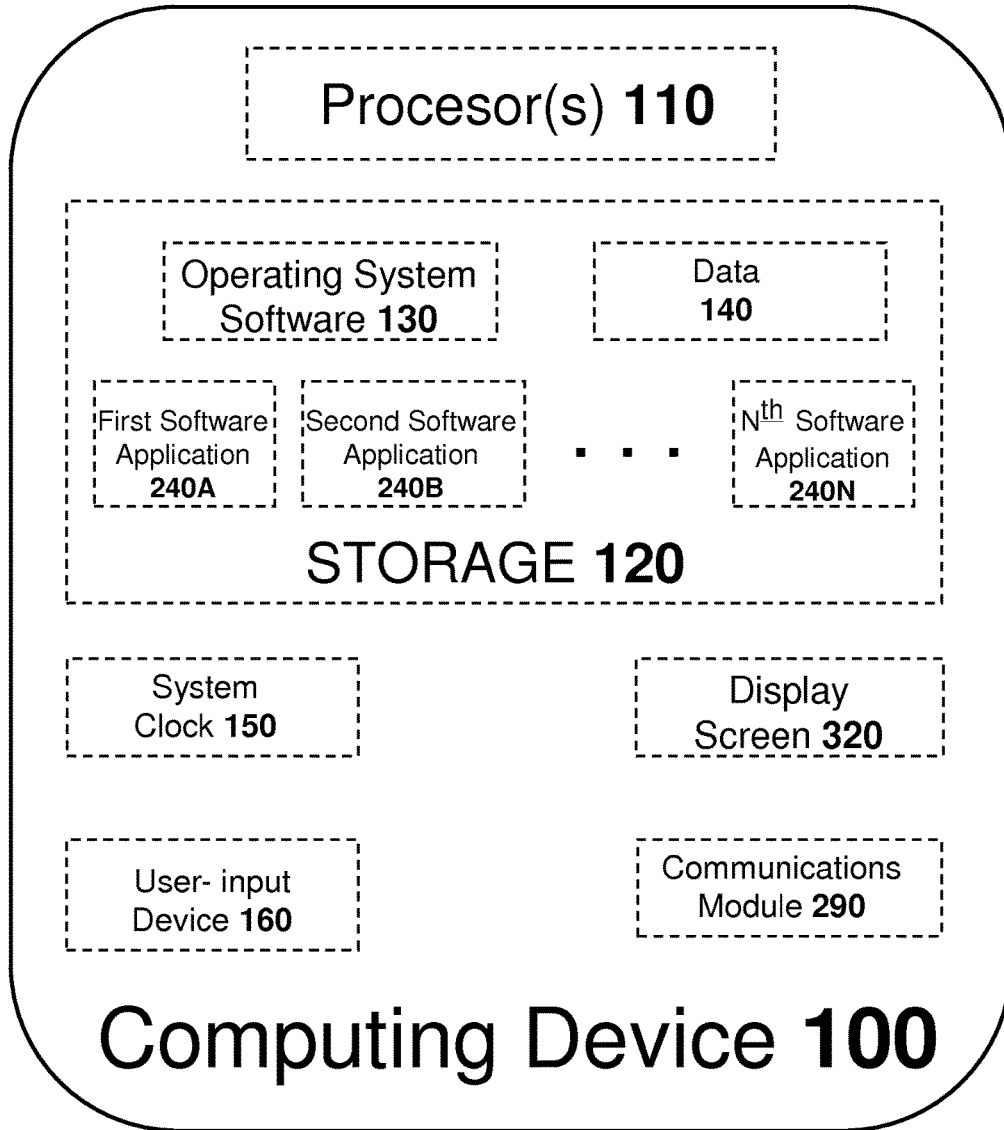 Procesor(s) 110
Operating System
Software 130
Data
140
First Software
Application
240A
Second Software
Application
240B
. . .
Nth Software
Application
240N
STORAGE 120
System
Clock 150
Display
Screen 320
User- input
Device 160
Communications
Module 290
Computing Device 100